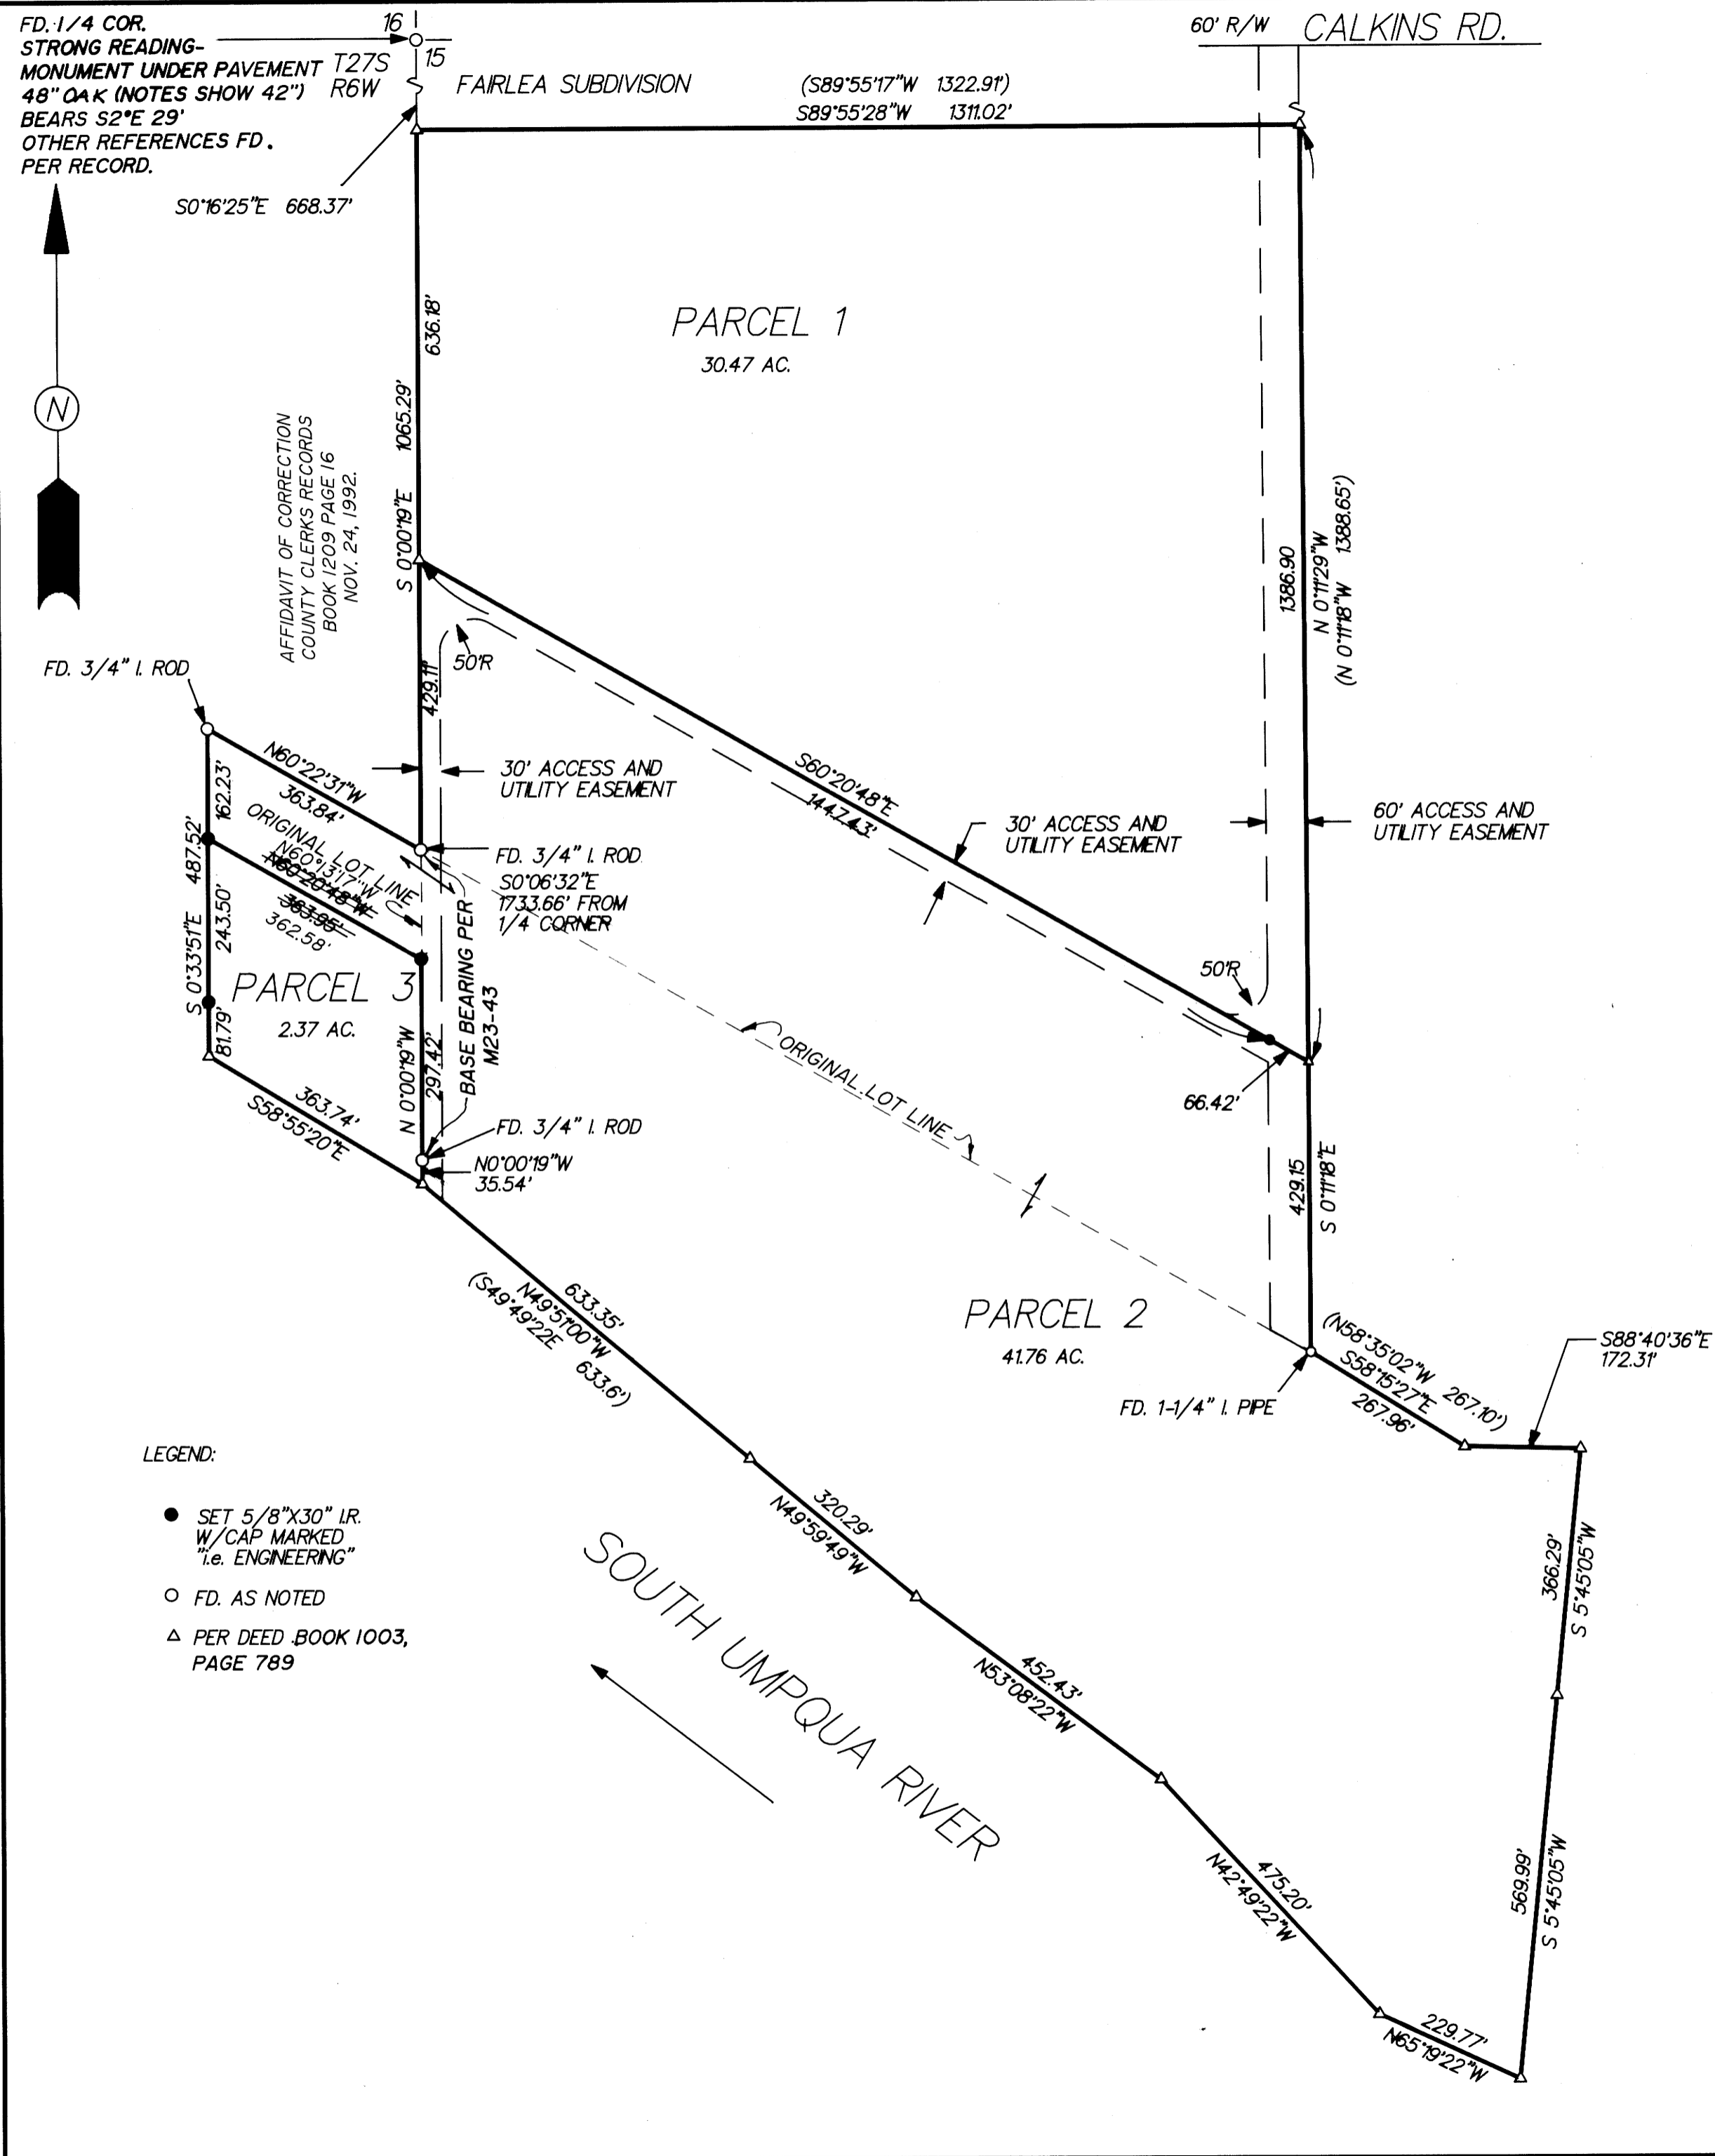 FD. 1/4 COR.
STRONG READING-
MONUMENT UNDER PAVEMENT
48" OAK (NOTES SHOW 42")
BEARS S2°E 29'
OTHER REFERENCES FD.
PER RECORD.
16
15
T27S
R6W
FAIRLEA SUBDIVISION
(S89°55'17"W 1322.91')
S89°55'28"W 1311.02'
60' R/W
CALKINS RD.
S0°16'25"E 668.37'
N
PARCEL 1
30.47 AC.
636.18'
S 0°00'19"E 1065.29'
AFFIDAVIT OF CORRECTION
COUNTY CLERKS RECORDS
BOOK 1209 PAGE 16
NOV. 24, 1992.
1386.90
N 0°11'29"W
(N 0°11'18"W 1388.65')
FD. 3/4" I. ROD
429.11'
50'R
30' ACCESS AND
UTILITY EASEMENT
S60°20'48"E
1447.43'
30' ACCESS AND
UTILITY EASEMENT
60' ACCESS AND
UTILITY EASEMENT
N60°22'31"W
363.84'
162.23'
S 0°33'51"E 487.52'
243.50'
81.79'
ORIGINAL LOT LINE
N60°13'17"W
N60°20'48"W
363.95'
362.58'
FD. 3/4" I. ROD
S0°06'32"E
1733.66' FROM
1/4 CORNER
BASE BEARING PER
M23-43
PARCEL 3
2.37 AC.
N 0°00'19"W
297.42'
363.74'
S58°55'20"E
FD. 3/4" I. ROD
N0°00'19"W
35.54'
ORIGINAL LOT LINE
50'R
66.42'
429.15
S 0°11'18"E
PARCEL 2
41.76 AC.
FD. 1-1/4" I. PIPE
(N58°35'02"W 267.10')
S58°15'27"E
267.96'
S88°40'36"E
172.31'
633.35'
N49°51'00"W
(S49°49'22E 633.6')
320.29'
N49°59'49"W
452.43'
N53°08'22"W
475.20'
N42°49'22"W
229.77'
N65°19'22"W
366.29'
S 5°45'05"W
569.99'
S 5°45'05"W
SOUTH UMPQUA RIVER
LEGEND:
SET 5/8"X30" I.R.
W/CAP MARKED
"i.e. ENGINEERING"
FD. AS NOTED
PER DEED BOOK 1003,
PAGE 789